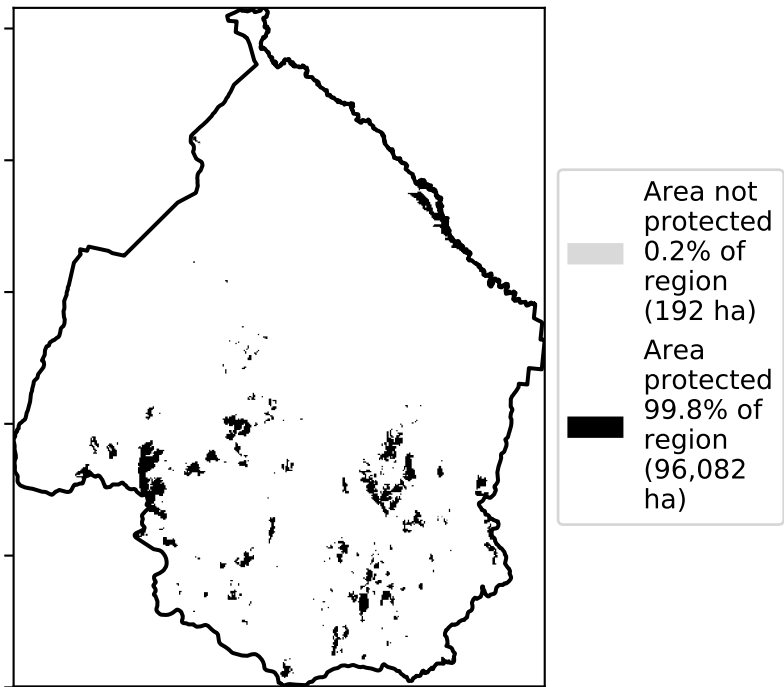 Area not
protected
0.2% of
region
(192 ha)
Area
protected
99.8% of
region
(96,082
ha)